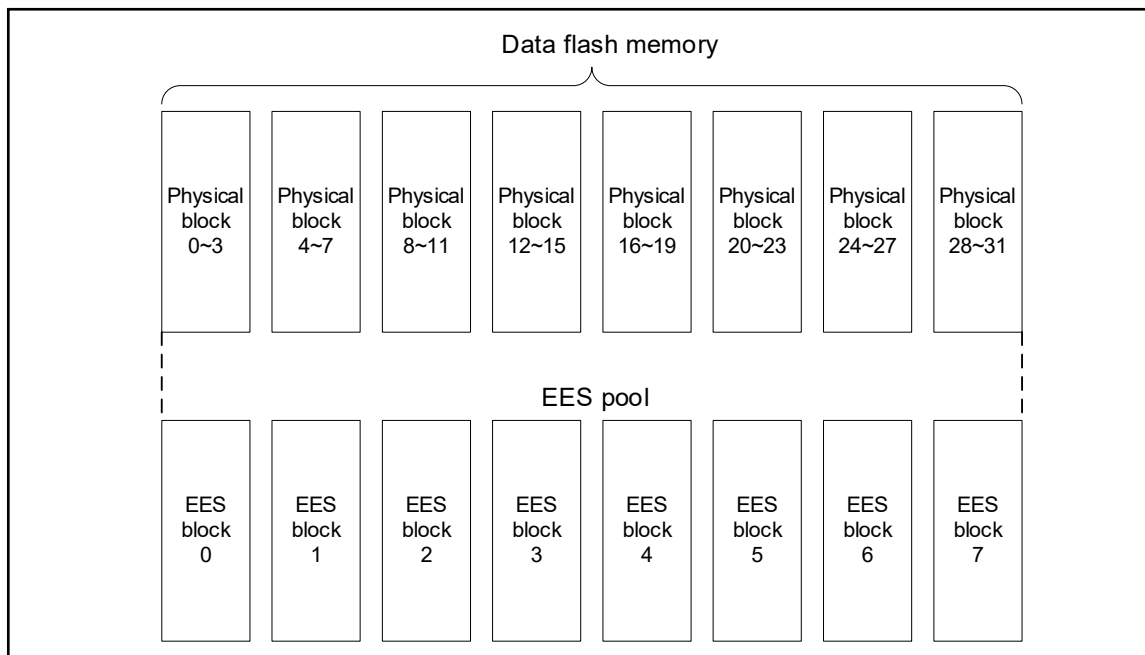 Data flash memory
Physical
block
0~3
Physical
block
4~7
Physical
block
8~11
Physical
block
12~15
Physical
block
16~19
Physical
block
20~23
Physical
block
24~27
Physical
block
28~31
EES pool
EES
block
0
EES
block
1
EES
block
2
EES
block
3
EES
block
4
EES
block
5
EES
block
6
EES
block
7